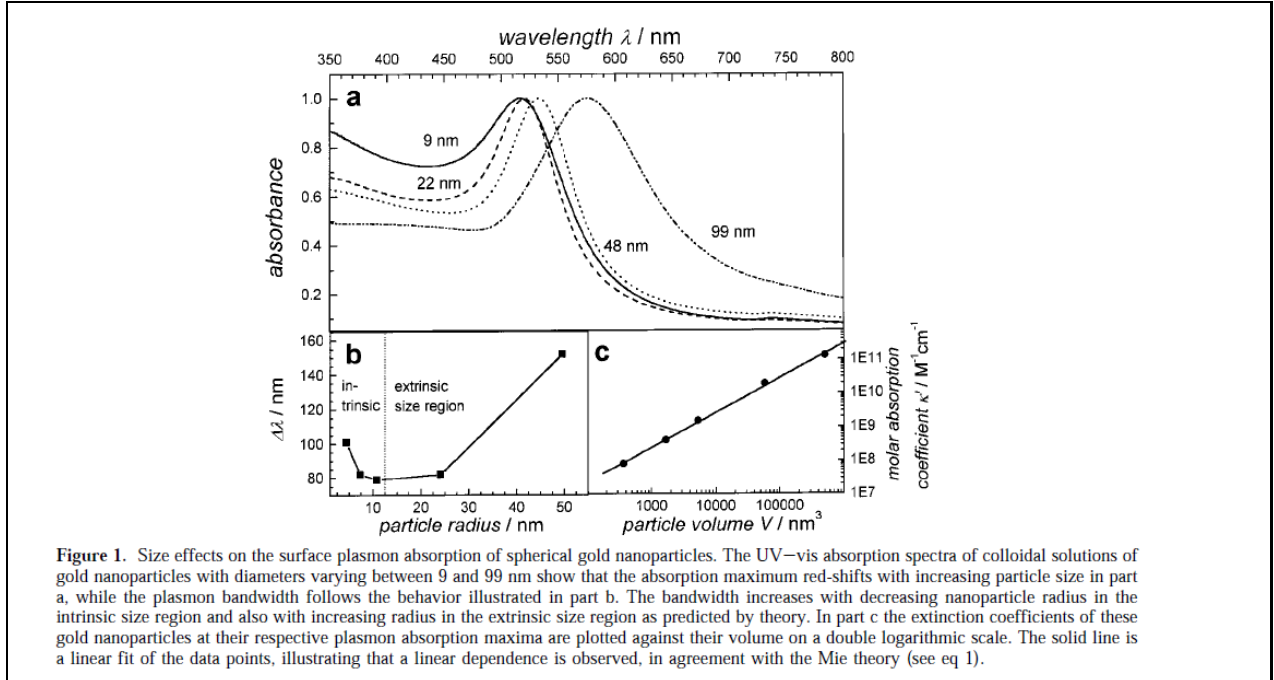 wavelength λ / nm
350 400 450 500 550 600 650 700 750 800
a
1.0
0.8
0.6
0.4
0.2
absorbance
9 nm
22 nm
48 nm
99 nm
b
160
140
120
100
80
Δλ / nm
in-
trinsic
extrinsic
size region
10 20 30 40 50
particle radius / nm
c
1E11
1E10
1E9
1E8
1E7
molar absorption
coefficient κ' / M⁻¹cm⁻¹
1000 10000 100000
particle volume V / nm³
Figure 1. Size effects on the surface plasmon absorption of spherical gold nanoparticles. The UV−vis absorption spectra of colloidal solutions of
gold nanoparticles with diameters varying between 9 and 99 nm show that the absorption maximum red-shifts with increasing particle size in part
a, while the plasmon bandwidth follows the behavior illustrated in part b. The bandwidth increases with decreasing nanoparticle radius in the
intrinsic size region and also with increasing radius in the extrinsic size region as predicted by theory. In part c the extinction coefficients of these
gold nanoparticles at their respective plasmon absorption maxima are plotted against their volume on a double logarithmic scale. The solid line is
a linear fit of the data points, illustrating that a linear dependence is observed, in agreement with the Mie theory (see eq 1).